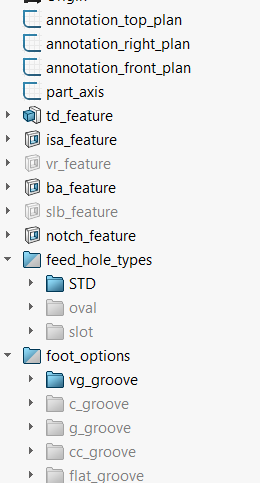 annotation_top_plan
annotation_right_plan
annotation_front_plan
part_axis
td_feature
isa_feature
vr_feature
ba_feature
slb_feature
notch_feature
feed_hole_types
STD
oval
slot
foot_options
vg_groove
c_groove
g_groove
cc_groove
flat_groove